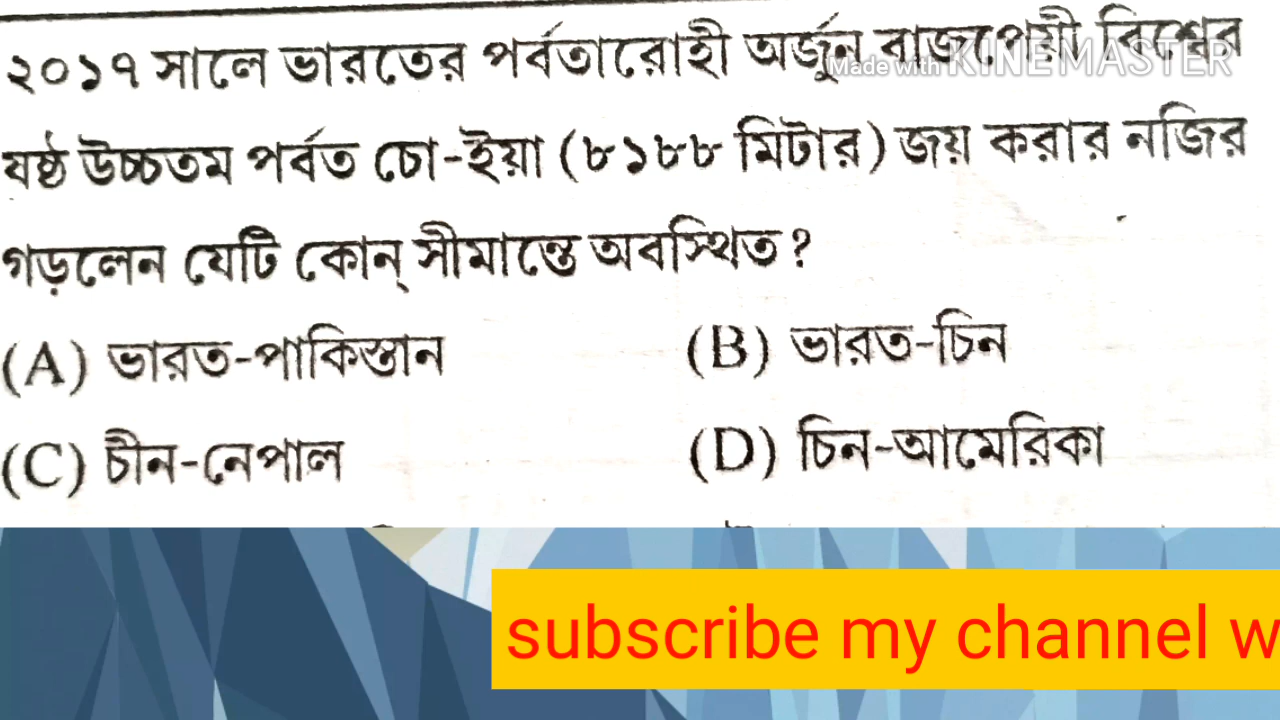 ২০১৭ সালে ভারতের পর্বতারোহী অর্জুন বাজপেয়ী বিশ্বের
Made with KINEMASTER
ষষ্ঠ উচ্চতম পর্বত চো-ইয়া (৮১৮৮ মিটার) জয় করার নজির
গড়লেন যেটি কোন্ সীমান্তে অবস্থিত?
(A) ভারত-পাকিস্তান (B) ভারত-চিন
(C) চীন-নেপাল (D) চিন-আমেরিকা
subscribe my channel w